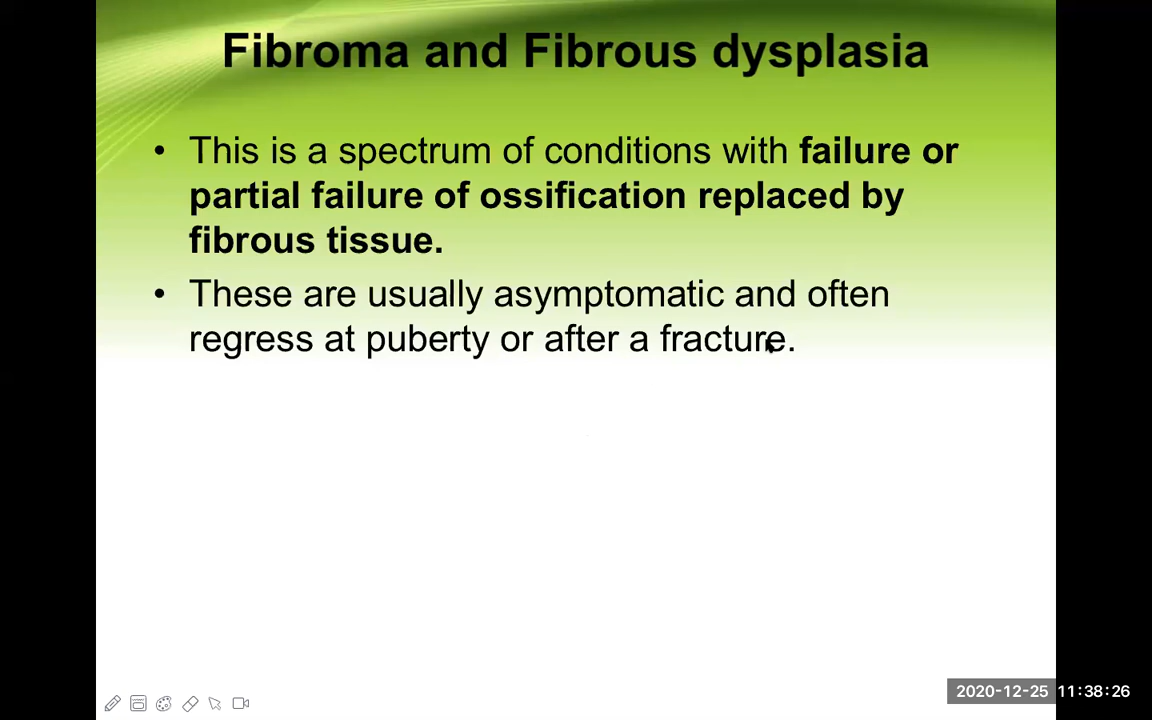 Fibroma and Fibrous dysplasia
• This is a spectrum of conditions with failure or
partial failure of ossification replaced by
fibrous tissue.
• These are usually asymptomatic and often
regress at puberty or after a fracture.
2020-12-25 11:38:26